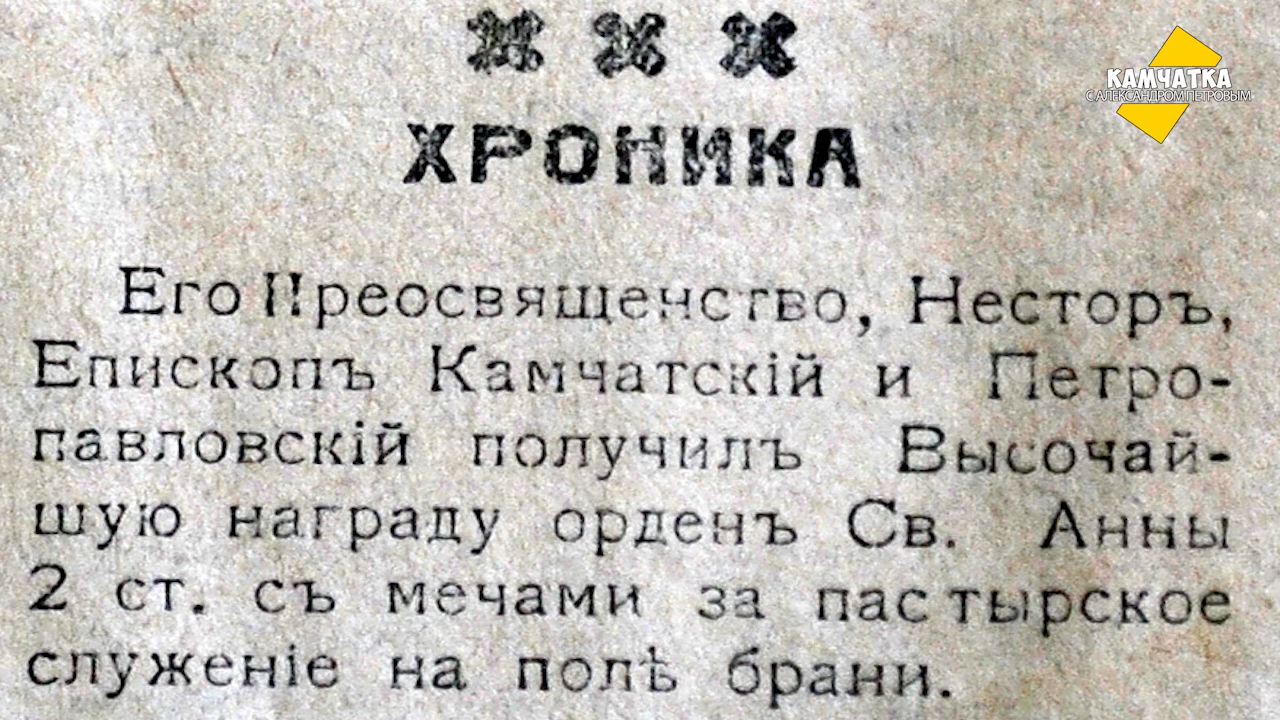 КАМЧАТКА
С АЛЕКСАНДРОМ ПЕТРОВЫМ
ХРОНИКА
Его Преосвященство, Несторъ,
Епископъ Камчатскій и Петро-
павловскій получилъ Высочай-
шую награду орденъ Св. Анны
2 ст. съ мечами за пастырское
служеніе на полѣ брани.